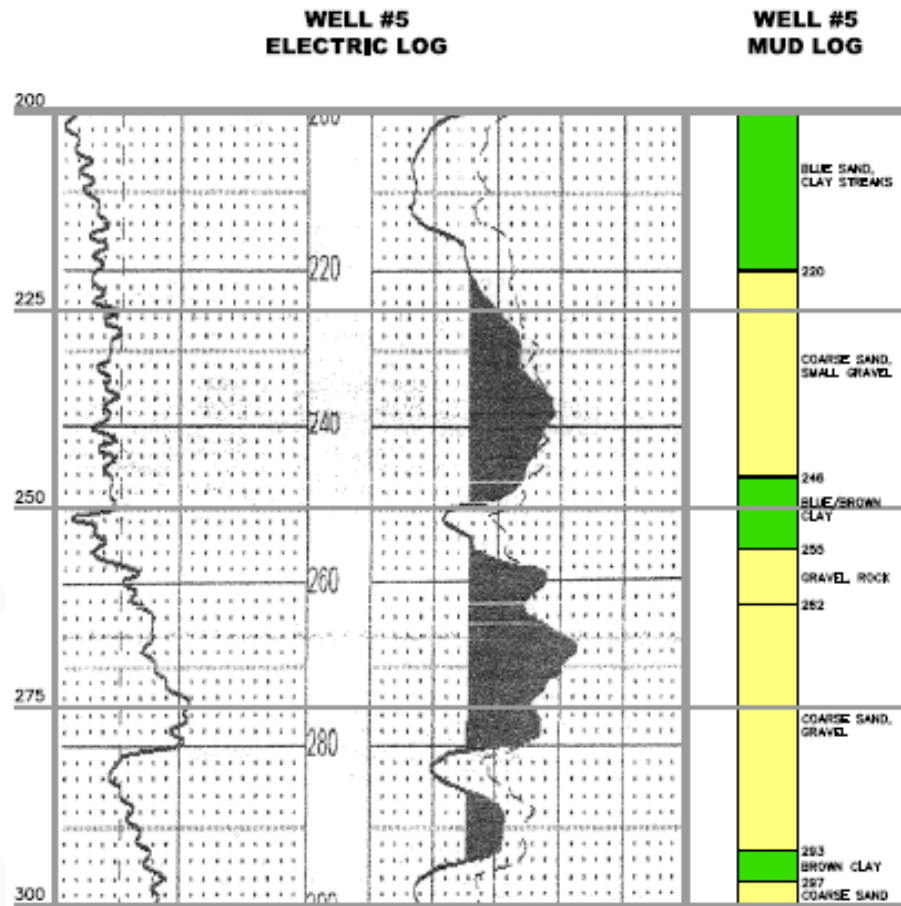 WELL #5
ELECTRIC LOG
WELL #5
MUD LOG
200
BLUE SAND,
CLAY STREAKS
220
220
225
COARSE SAND,
SMALL GRAVEL
240
246
250
BLUE/BROWN
CLAY
255
260
GRAVEL ROCK
262
275
COARSE SAND,
GRAVEL
280
293
BROWN CLAY
297
300
COARSE SAND